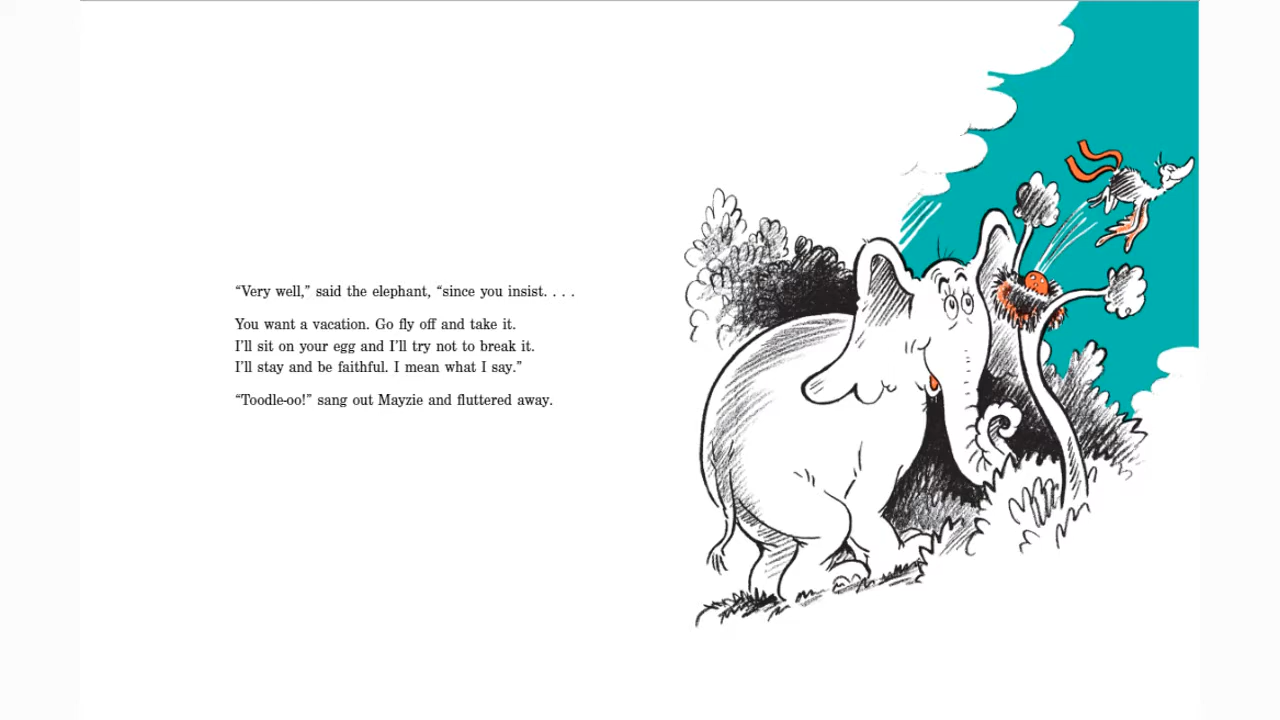 “Very well,” said the elephant, “since you insist. . . .
You want a vacation. Go fly off and take it.
I’ll sit on your egg and I’ll try not to break it.
I’ll stay and be faithful. I mean what I say.”
“Toodle-oo!” sang out Mayzie and fluttered away.